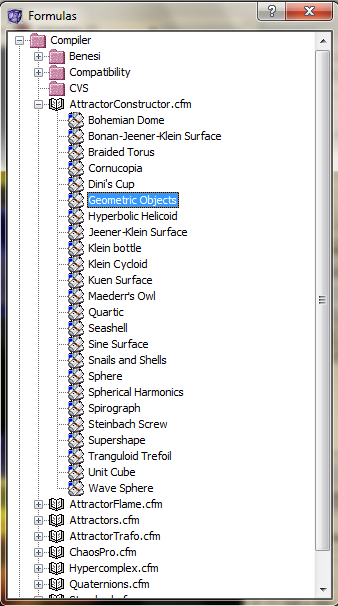 Formulas
Compiler
Benesi
Compatibility
CVS
AttractorConstructor.cfm
Bohemian Dome
Bonan-Jeener-Klein Surface
Braided Torus
Cornucopia
Dini's Cup
Geometric Objects
Hyperbolic Helicoid
Jeener-Klein Surface
Klein bottle
Klein Cycloid
Kuen Surface
Maederr's Owl
Quartic
Seashell
Sine Surface
Snails and Shells
Sphere
Spherical Harmonics
Spirograph
Steinbach Screw
Supershape
Tranguloid Trefoil
Unit Cube
Wave Sphere
AttractorFlame.cfm
Attractors.cfm
AttractorTrafo.cfm
ChaosPro.cfm
Hypercomplex.cfm
Quaternions.cfm